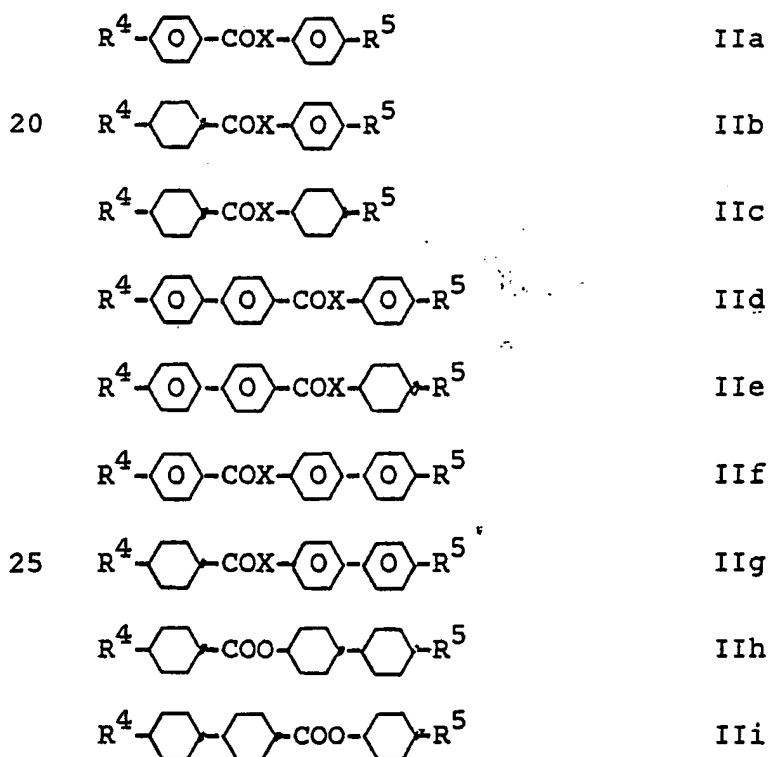 R4-O-COX-O-R5 IIa
20 R4-COX-O-R5 IIb
R4-COX-R5 IIc
R4-O-O-COX-O-R5 IId
R4-O-O-COX-R5 IIe
R4-O-COX-O-O-R5 IIf
25 R4-COX-O-O-R5 IIg
R4-COO-R5 IIh
R4-COO-R5 IIi